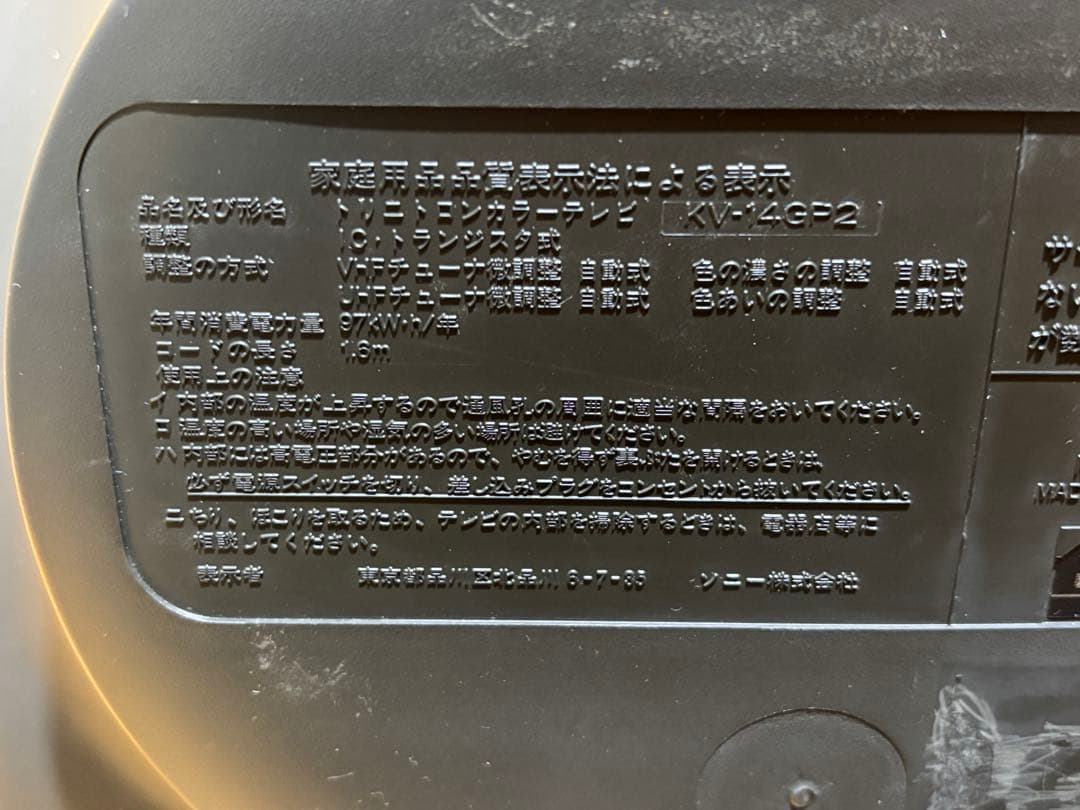 家庭用品品質表示法による表示
品名及び形名 トリニトロンカラーテレビ KV-14GP2
種類 IC・トランジスタ式
調整の方式 VHFチューナ微調整 自動式 色の濃さの調整 自動式
UHFチューナ微調整 自動式 色あいの調整 自動式
年間消費電力量 97kW・h/年
コードの長さ 1.6m
使用上の注意
イ 内部の温度が上昇するので通風孔の周囲に適当な間隔をおいてください。
ロ 温度の高い場所や湿気の多い場所は避けてください。
ハ 内部には高電圧部分があるので、やむを得ず裏ぶたを開けるときは、
必ず電源スイッチを切り、差し込みプラグをコンセントから抜いてください。
ニ ちり、ほこりを取るため、テレビの内部を掃除するときは、電器店等に
相談してください。
表示者 東京都品川区北品川 6-7-35 ソニー株式会社
サー
ない
が
MAD